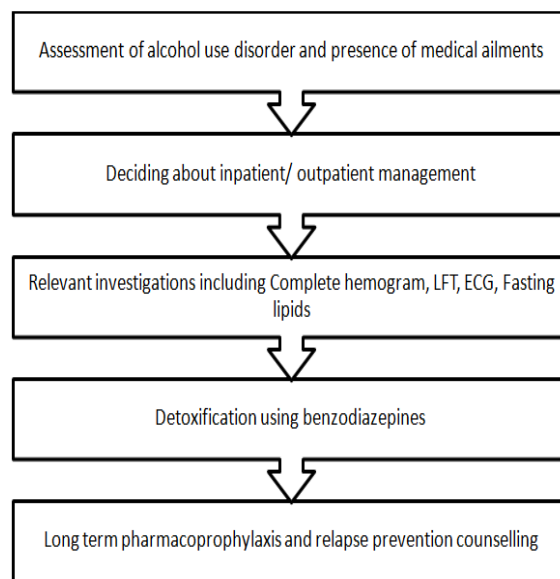 Assessment of alcohol use disorder and presence of medical ailments
Deciding about inpatient/ outpatient management
Relevant investigations including Complete hemogram, LFT, ECG, Fasting
lipids
Detoxification using benzodiazepines
Long term pharmacoprophylaxis and relapse prevention counselling